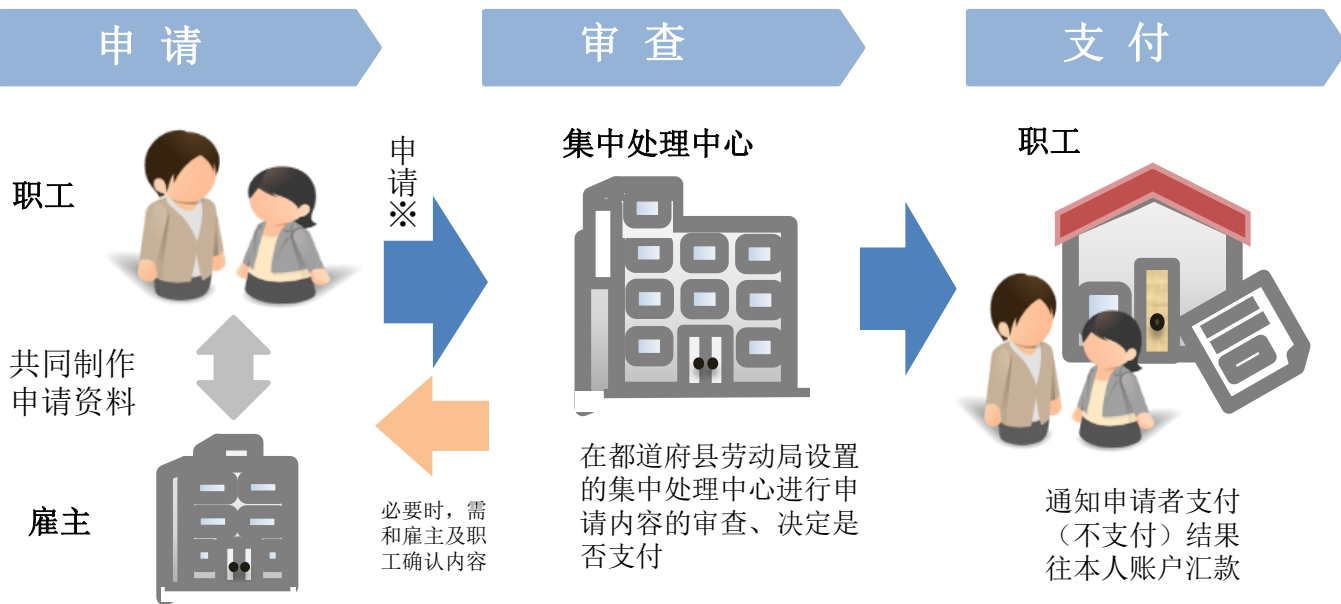 申 请
审 查
支 付
职工
申请※
共同制作
申请资料
雇主
必要时，需
和雇主及职
工确认内容
集中处理中心
在都道府县劳动局设置
的集中处理中心进行申
请内容的审查、决定是
否支付
职工
通知申请者支付
（不支付）结果
往本人账户汇款